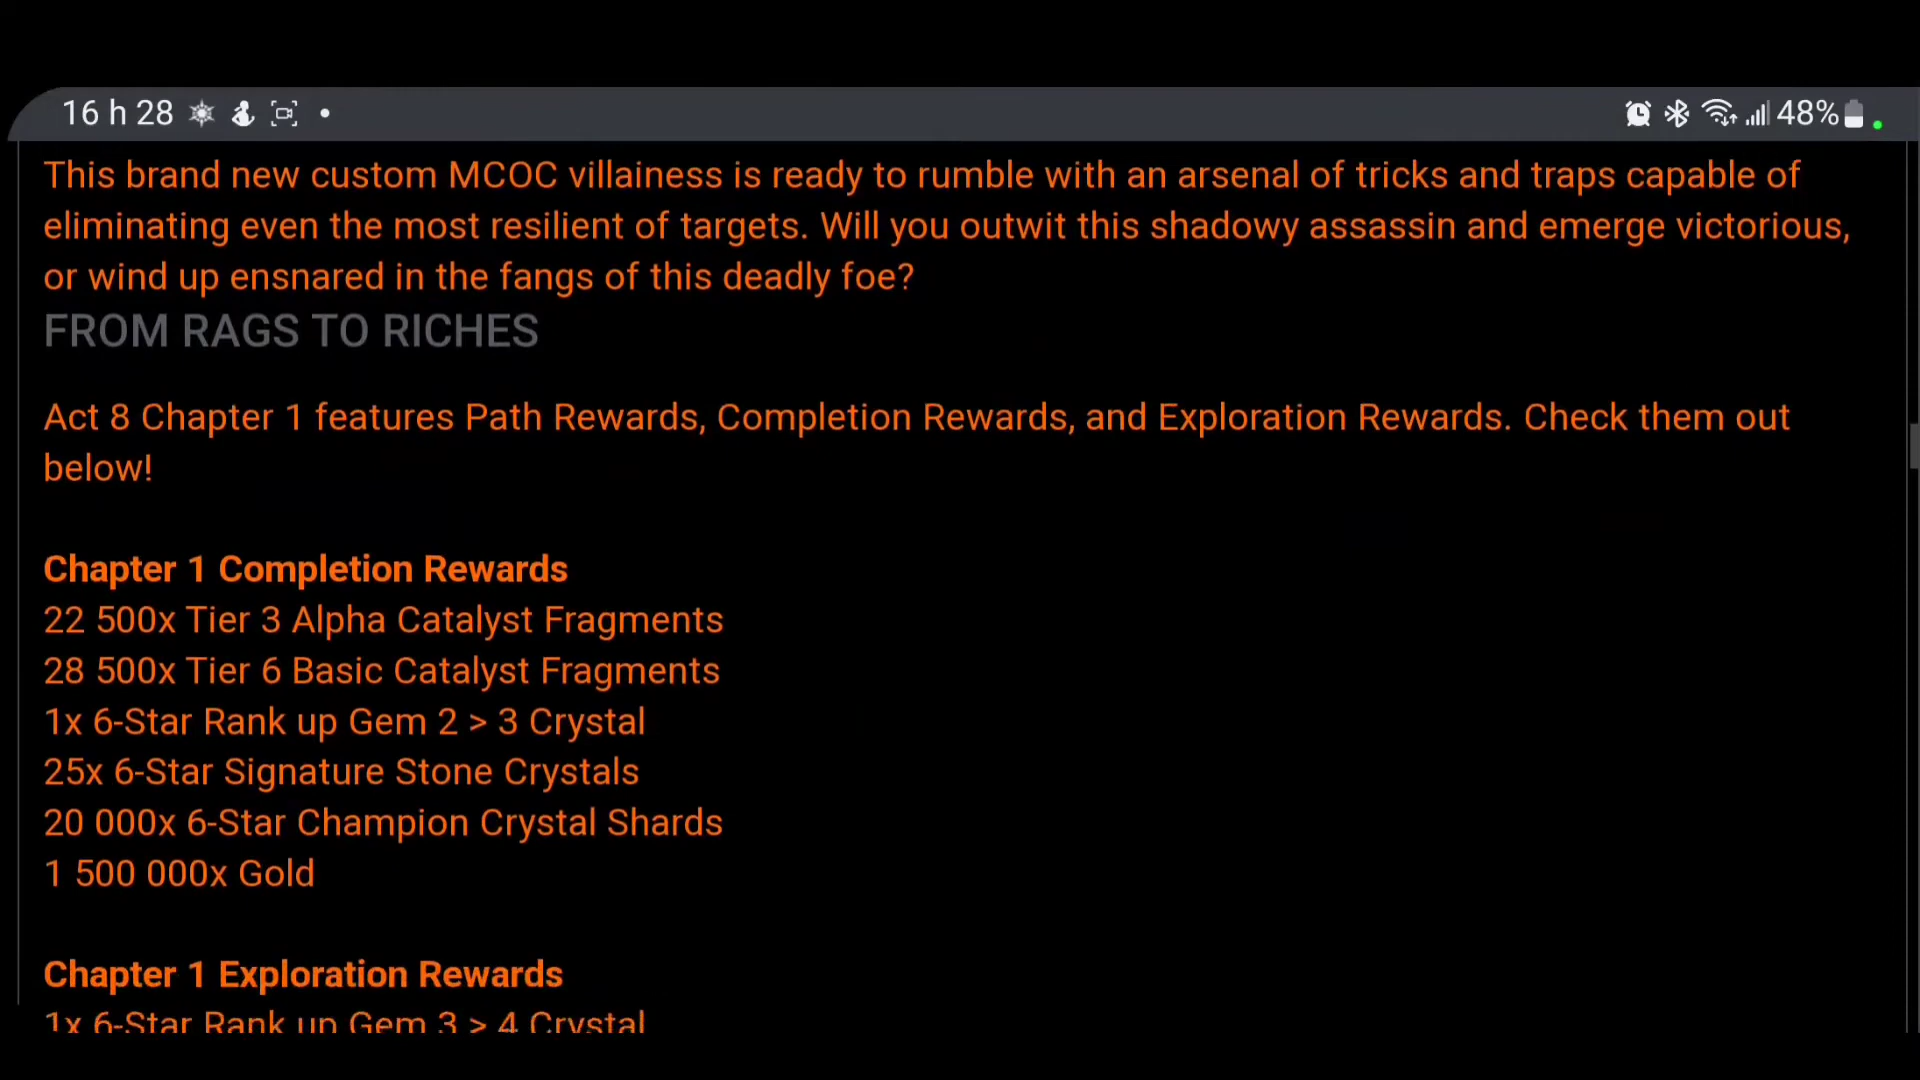 16 h 28
48%
This brand new custom MCOC villainess is ready to rumble with an arsenal of tricks and traps capable of
eliminating even the most resilient of targets. Will you outwit this shadowy assassin and emerge victorious,
or wind up ensnared in the fangs of this deadly foe?
FROM RAGS TO RICHES
Act 8 Chapter 1 features Path Rewards, Completion Rewards, and Exploration Rewards. Check them out
below!
Chapter 1 Completion Rewards
22 500x Tier 3 Alpha Catalyst Fragments
28 500x Tier 6 Basic Catalyst Fragments
1x 6-Star Rank up Gem 2 > 3 Crystal
25x 6-Star Signature Stone Crystals
20 000x 6-Star Champion Crystal Shards
1 500 000x Gold
Chapter 1 Exploration Rewards
1x 6-Star Rank up Gem 3 > 4 Crystal